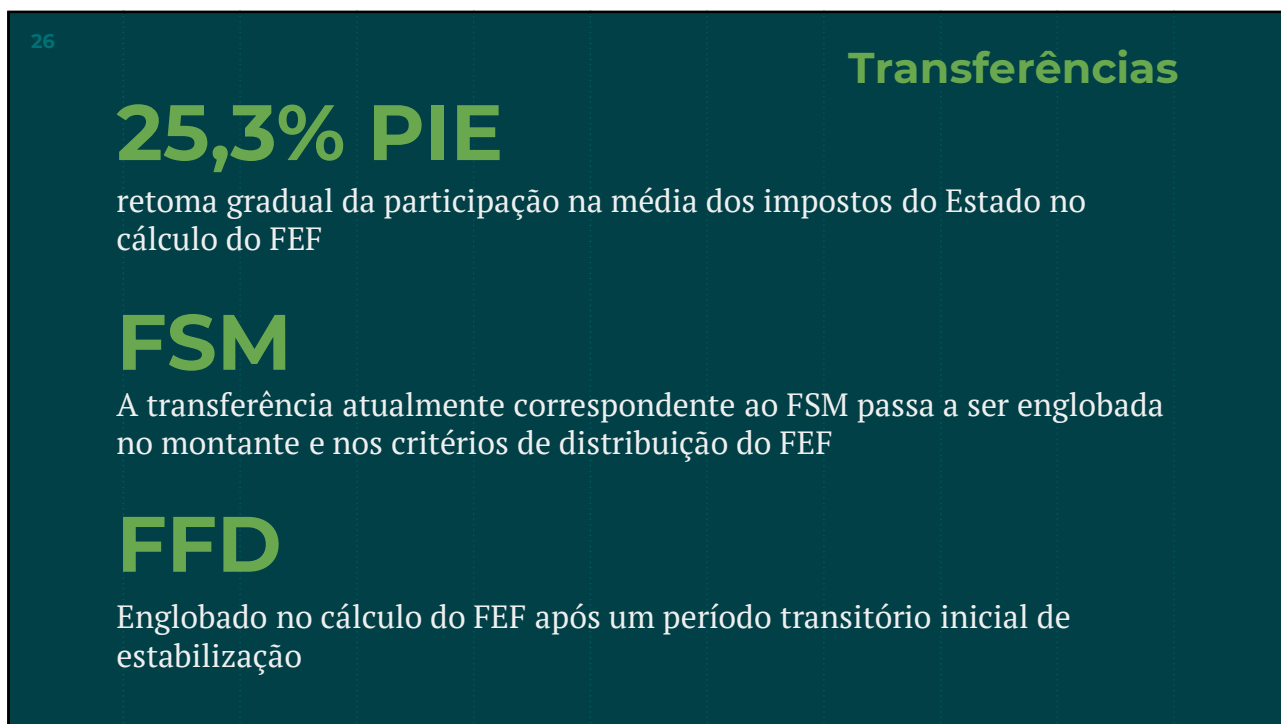 26
Transferências
25,3% PIE
retoma gradual da participação na média dos impostos do Estado no
cálculo do FEF
FSM
A transferência atualmente correspondente ao FSM passa a ser englobada
no montante e nos critérios de distribuição do FEF
FFD
Englobado no cálculo do FEF após um período transitório inicial de
estabilização